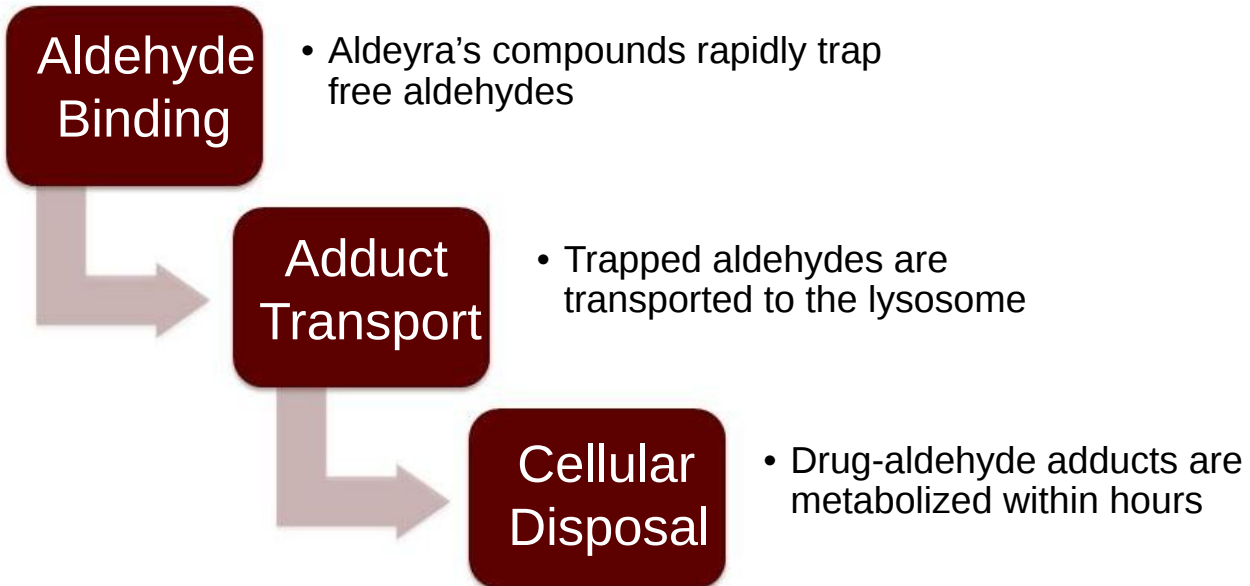 Aldehyde
Binding
• Aldeyra's compounds rapidly trap
free aldehydes
Adduct
Transport
• Trapped aldehydes are
transported to the lysosome
Cellular
Disposal
• Drug-aldehyde adducts are
metabolized within hours